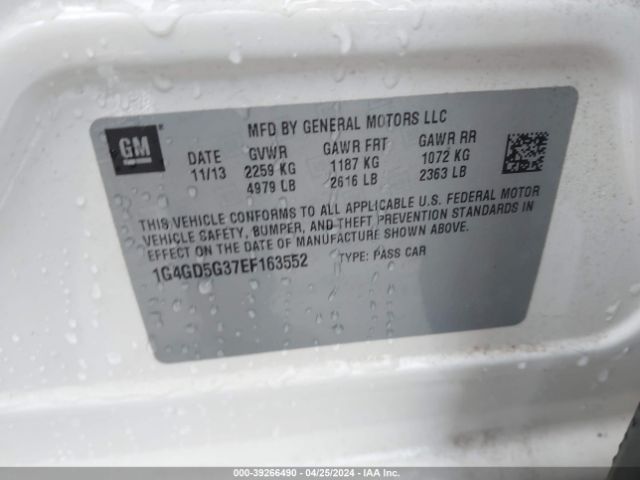 GM
MFD BY GENERAL MOTORS LLC
DATE GVWR GAWR FRT GAWR RR
11/13 2259 KG 1187 KG 1072 KG
4979 LB 2616 LB 2363 LB
THIS VEHICLE CONFORMS TO ALL APPLICABLE U.S. FEDERAL MOTOR
VEHICLE SAFETY, BUMPER, AND THEFT PREVENTION STANDARDS IN
EFFECT ON THE DATE OF MANUFACTURE SHOWN ABOVE.
1G4GD5G37EF163552 TYPE: PASS CAR
000-39266490 - 04/25/2024 - IAA Inc.